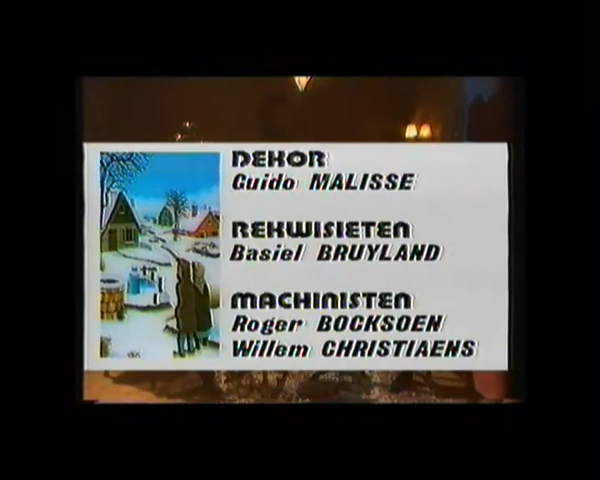 DEKOR
Guido MALISSE
REKWISIETEN
Basiel BRUYLAND
MACHINISTEN
Roger BOCKSOEN
Willem CHRISTIAENS